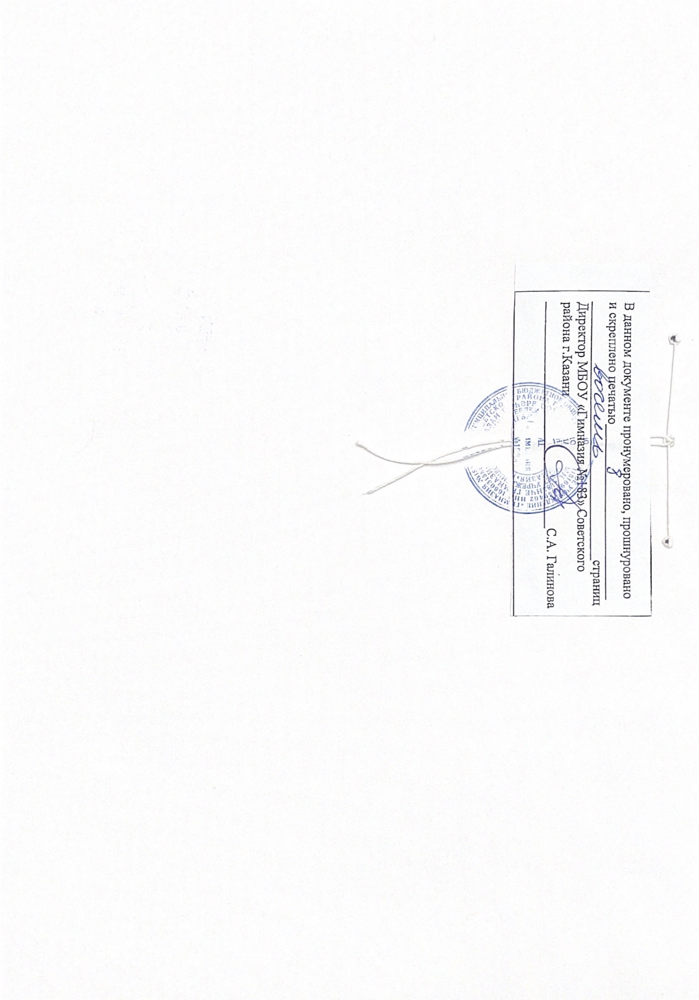 В данном документе пронумеровано, прошнуровано
и скреплено печатью 8
восемь страниц
Директор МБОУ «Гимназия №183» Советского
района г.Казани
С.А. Галинова